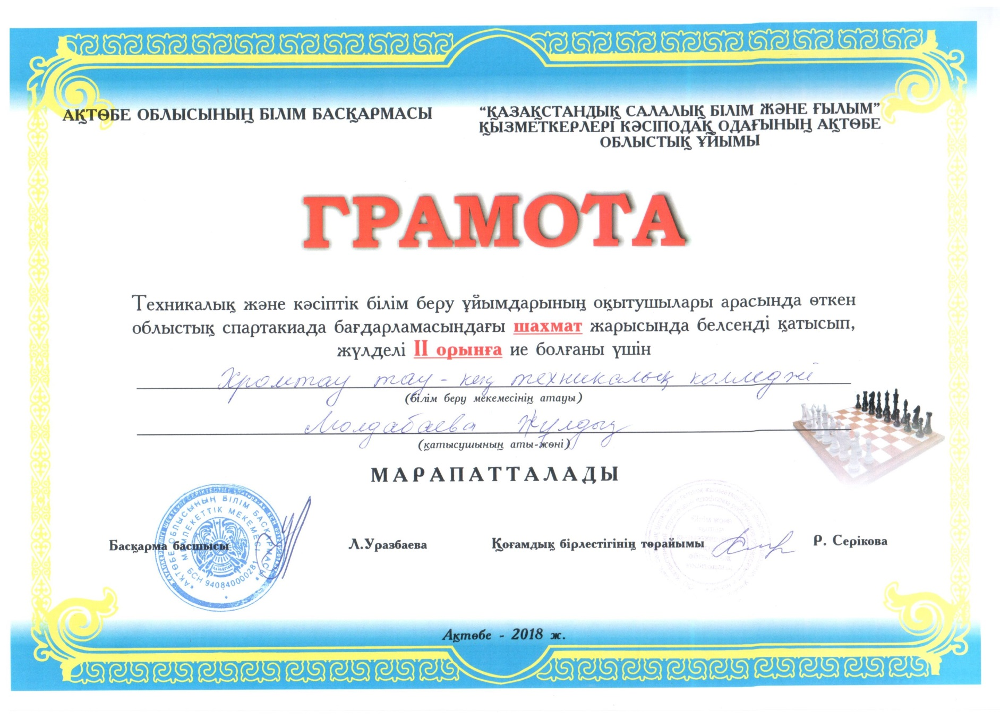 АҚТӨБЕ ОБЛЫСЫНЫҢ БІЛІМ БАСҚАРМАСЫ
“ҚАЗАҚСТАНДЫҚ САЛАЛЫҚ БІЛІМ ЖӘНЕ ҒЫЛЫМ”
ҚЫЗМЕТКЕРЛЕРІ КӘСІПОДАҚ ОДАҒЫНЫҢ АҚТӨБЕ
ОБЛЫСТЫҚ ҰЙЫМЫ
ГРАМОТА
Техникалық және кәсіптік білім беру ұйымдарының оқытушылары арасында өткен
облыстық спартакиада бағдарламасындағы шахмат жарысында белсенді қатысып,
жүлделі II орынға ие болғаны үшін
Хромтау тау-кең техникалық колледжі
(білім беру мекемесінің атауы)
Молдабаева Жұлдыз
(қатысушының аты-жөні)
МАРАПАТТАЛАДЫ
«АҚТӨБЕ ОБЛЫСЫНЫҢ БІЛІМ БАСҚАРМАСЫ»
МЕМЛЕКЕТТІК МЕКЕМЕСІ
БСН 940840000281
ҚАЗАҚСТАН
Басқарма басшысы
Л.Уразбаева
Қоғамдық бірлестігінің төрайымы
Р. Серікова
Ақтөбе - 2018 ж.